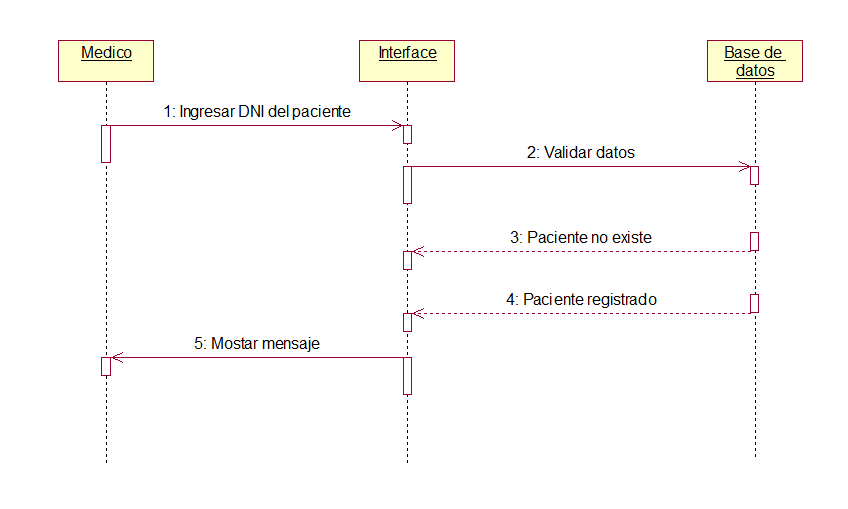 Medico
Interface
Base de
datos
1: Ingresar DNI del paciente
2: Validar datos
3: Paciente no existe
4: Paciente registrado
5: Mostar mensaje